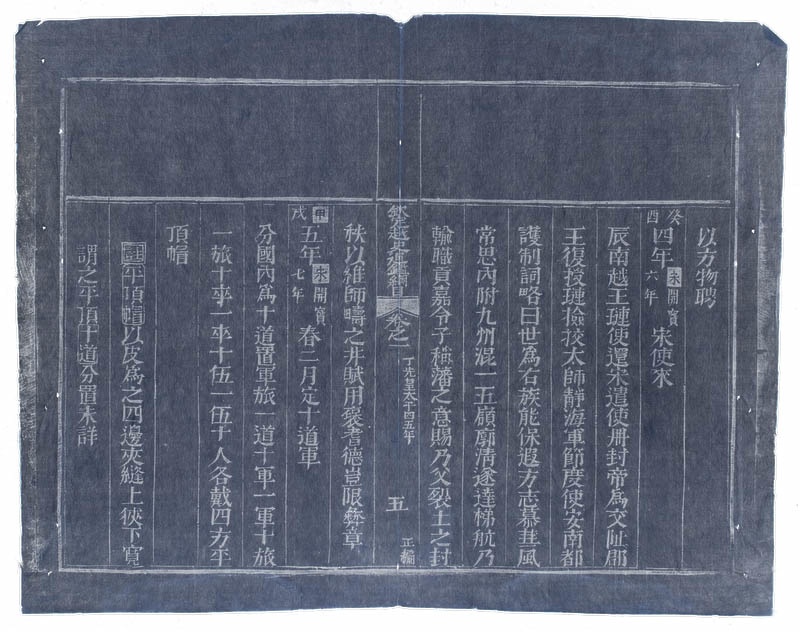 以方物聘
癸酉四年宋開寶六年宋使來
辰南越王璉使還宋遣使册封帝爲交趾郡
王復授璉撿挍太師靜海軍節度使安南都
護制詞略曰世爲右族能保遐方志慕華風
常思內附九州混一五嶺廓清遂達梯航乃
輸職貢嘉令子稱藩之意賜乃父裂土之封
欽定越史通鑑綱目 卷之一 丁先皇太平四五年 五 正編
秩以維師疇之井賦用褒耆德豈限彝章
甲戌五年宋開寶七年春二月定十道軍
分國內爲十道置軍旅一道十軍一軍十旅
一旅十卒一卒十伍一伍十人各戴四方平
頂帽
註平頂帽以皮爲之四邊夾縫上狹下寬
謂之平頂十道分置未詳